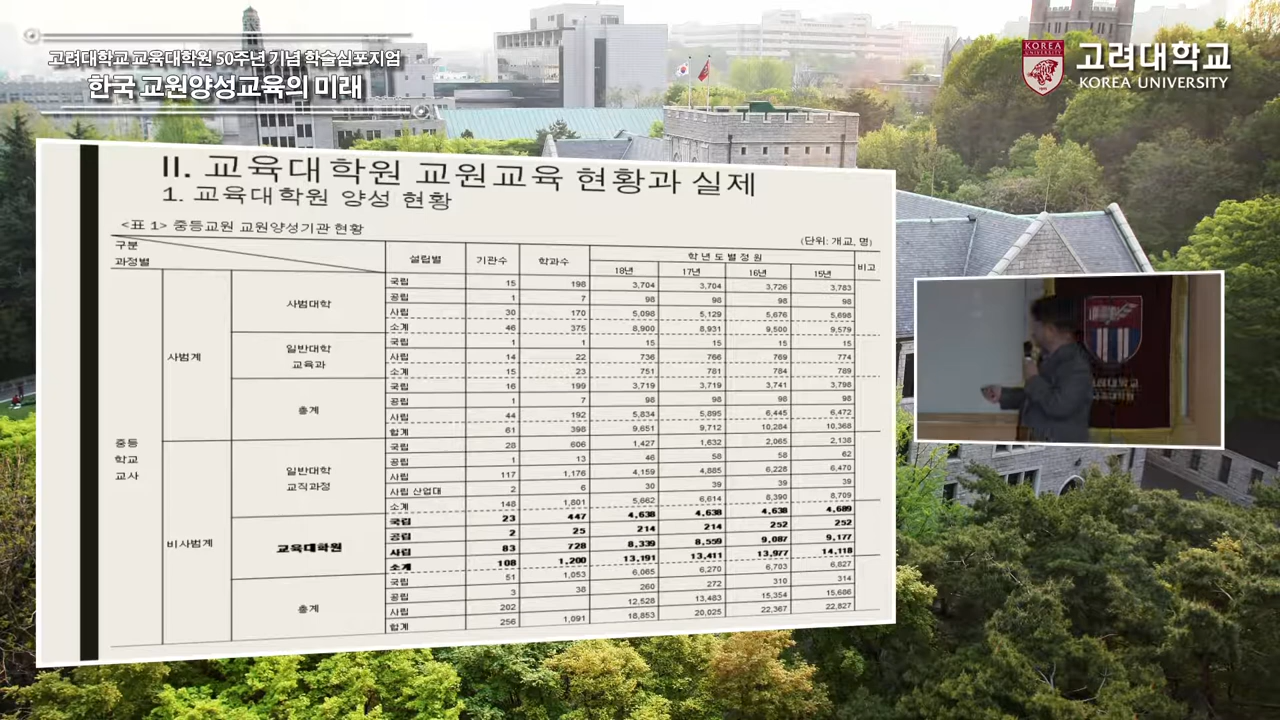 고려대학교 교육대학원 50주년 기념 학술심포지엄
한국 교원양성교육의 미래
KOREA
고려대학교
KOREA UNIVERSITY
II. 교육대학원 교원교육 현황과 실제
1. 교육대학원 양성 현황
<표 1> 중등교원 교원양성기관 현황
(단위: 개교, 명)
구분 과정별 설립별 기관수 학과수 학년도별정원 비고
18년 17년 16년 15년
중등 학교 교사
사범계
사범대학
국립 15 198 3,704 3,704 3,726 3,783
공립 1 7 98 98 98 98
사립 30 170 5,098 5,129 5,676 5,698
소계 46 375 8,900 8,931 9,500 9,579
일반대학 교육과
국립 1 1 15 15 15 15
사립 14 22 736 766 769 774
소계 15 23 751 781 784 789
총계
국립 16 199 3,719 3,719 3,741 3,798
공립 1 7 98 98 98 98
사립 44 192 5,834 5,895 6,445 6,472
합계 61 398 9,651 9,712 10,284 10,368
비사범계
일반대학 교직과정
국립 28 606 1,427 1,632 2,065 2,138
공립 1 13 46 58 58 62
사립 117 1,176 4,159 4,885 6,228 6,470
사립 산업대 2 6 30 39 39 39
소계 148 1,801 5,662 6,614 8,390 8,709
교육대학원
국립 23 447 4,638 4,638 4,638 4,689
공립 2 25 214 214 252 252
사립 83 728 8,339 8,559 9,087 9,177
소계 108 1,200 13,191 13,411 13,977 14,118
총계
국립 51 1,053 6,065 6,270 6,703 6,827
공립 3 38 260 272 310 314
사립 202 12,528 13,483 15,354 15,686
합계 256 1,091 18,853 20,025 22,367 22,827